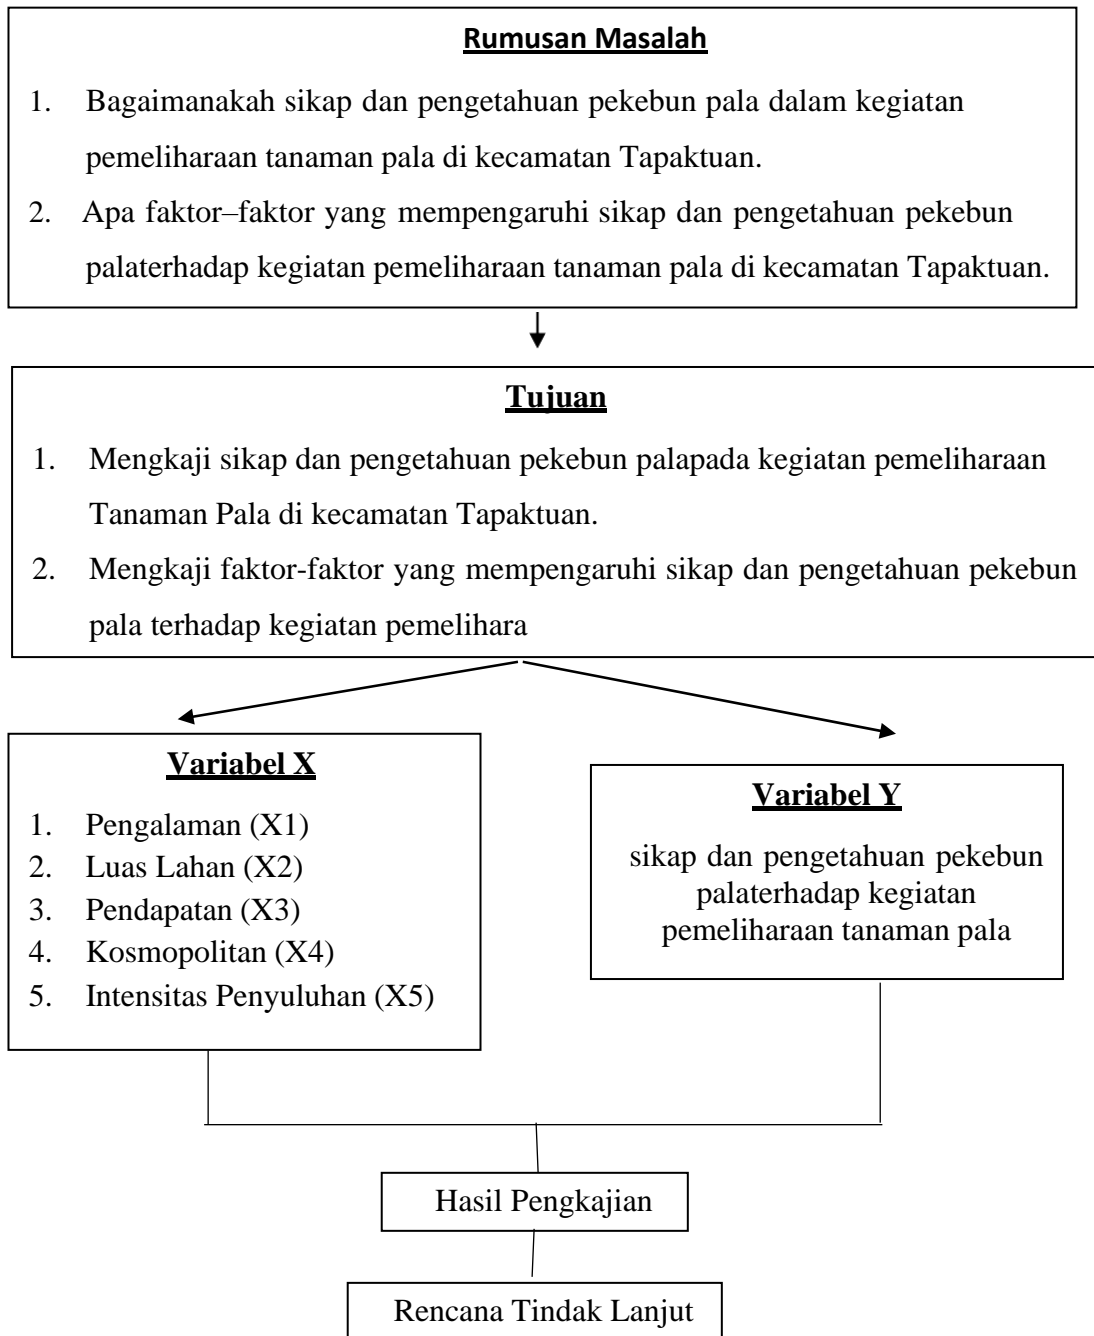 Rumusan Masalah
1. Bagaimanakah sikap dan pengetahuan pekebun pala dalam kegiatan
pemeliharaan tanaman pala di kecamatan Tapaktuan.
2. Apa faktor–faktor yang mempengaruhi sikap dan pengetahuan pekebun
palaterhadap kegiatan pemeliharaan tanaman pala di kecamatan Tapaktuan.
Tujuan
1. Mengkaji sikap dan pengetahuan pekebun palapada kegiatan pemeliharaan
Tanaman Pala di kecamatan Tapaktuan.
2. Mengkaji faktor-faktor yang mempengaruhi sikap dan pengetahuan pekebun
pala terhadap kegiatan pemelihara
Variabel X
1. Pengalaman (X1)
2. Luas Lahan (X2)
3. Pendapatan (X3)
4. Kosmopolitan (X4)
5. Intensitas Penyuluhan (X5)
Variabel Y
sikap dan pengetahuan pekebun
palaterhadap kegiatan
pemeliharaan tanaman pala
Hasil Pengkajian
Rencana Tindak Lanjut